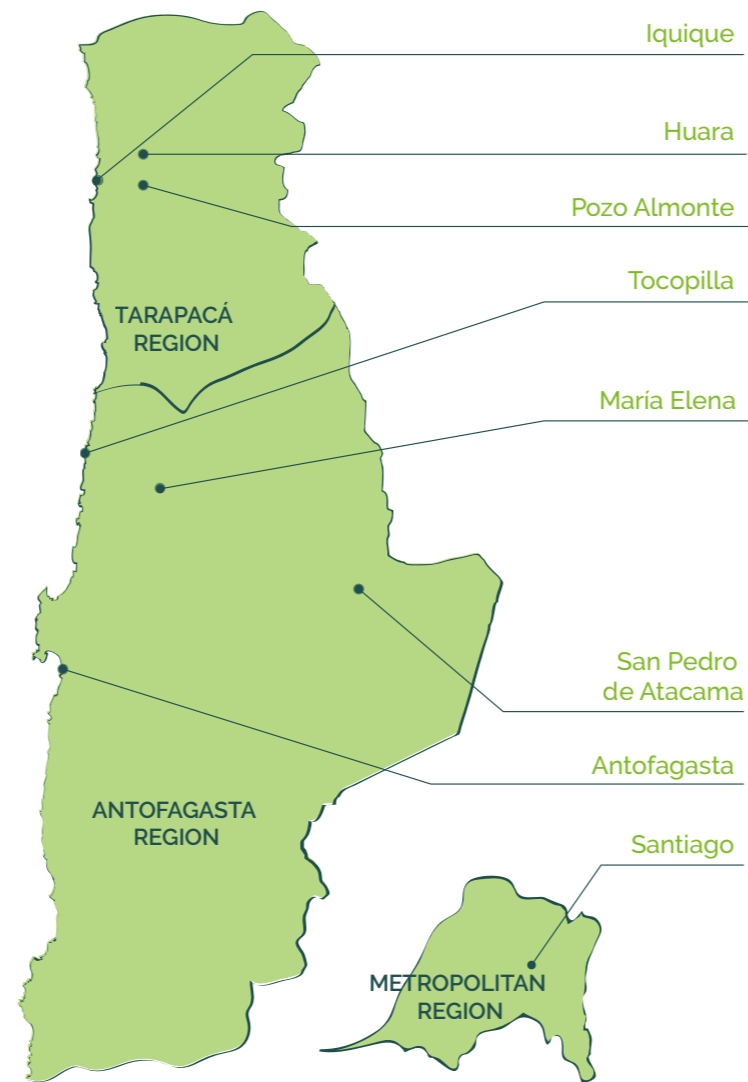 Iquique
Huara
Pozo Almonte
Tocopilla
TARAPACÁ
REGION
María Elena
San Pedro
de Atacama
Antofagasta
ANTOFAGASTA
REGION
Santiago
METROPOLITAN
REGION